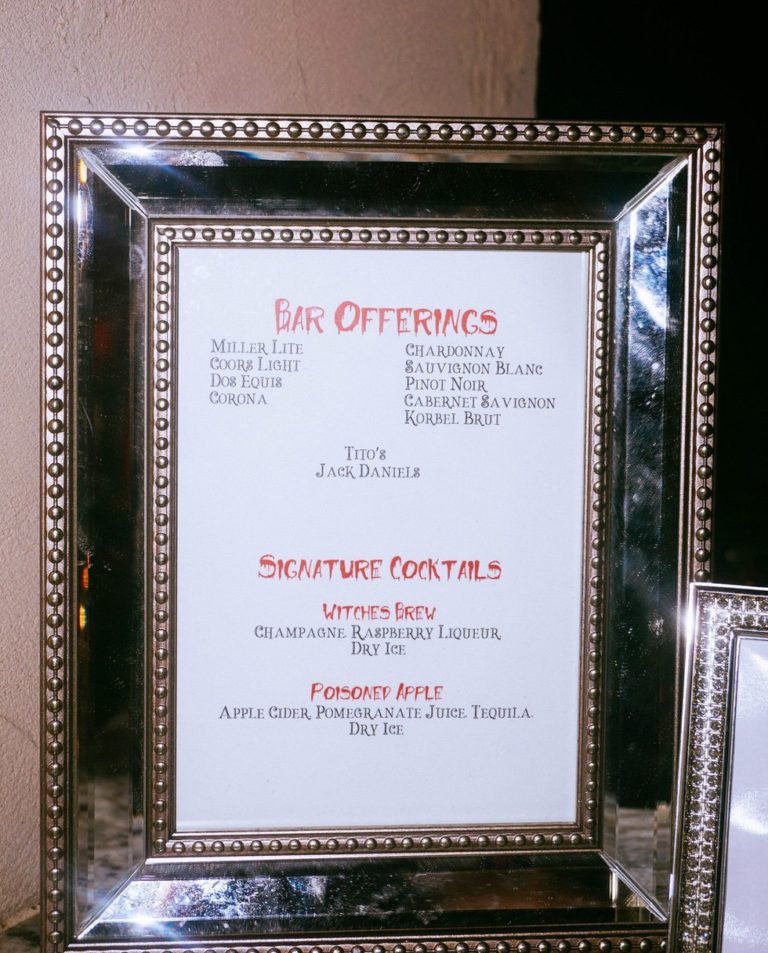 Bar Offerings
Miller Lite
Coors Light
Dos Equis
Corona
Chardonnay
Sauvignon Blanc
Pinot Noir
Cabernet Savignon
Korbel Brut
Tito's
Jack Daniels
Signature Cocktails
Witches Brew
Champagne, Raspberry Liqueur,
Dry Ice
Poisoned Apple
Apple Cider, Pomegranate Juice, Tequila,
Dry Ice